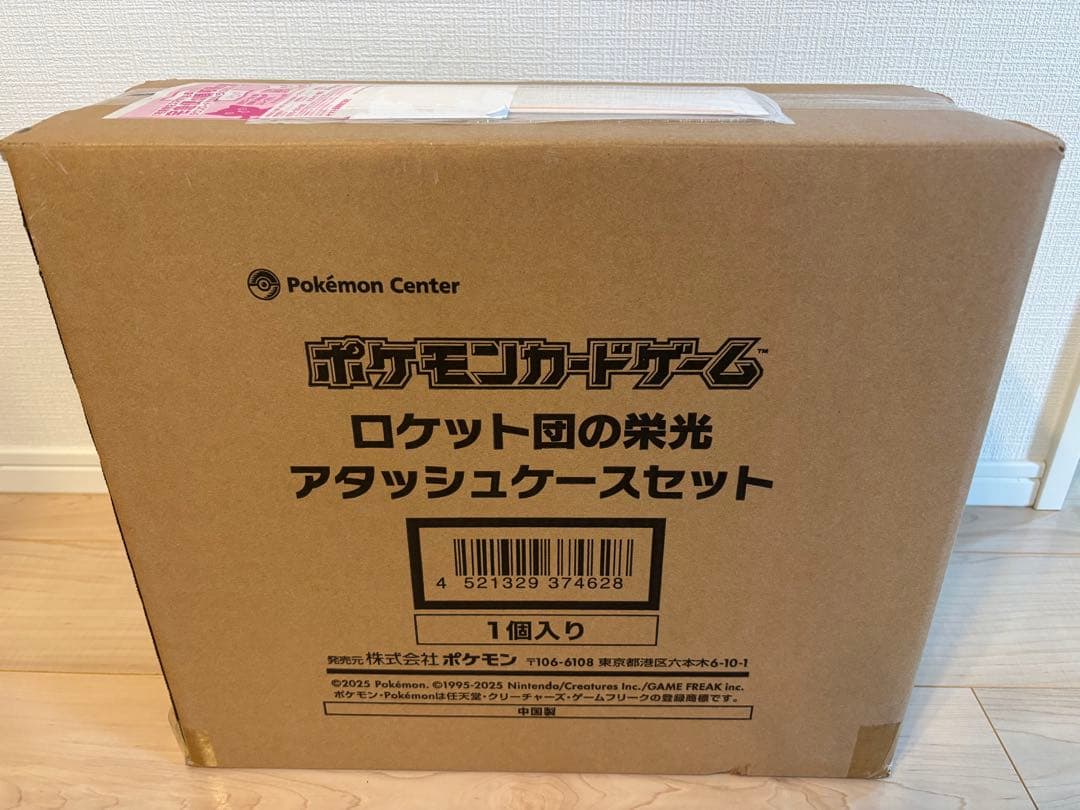 Pokémon Center
ポケモンカードゲーム™
ロケット団の栄光
アタッシュケースセット
4 521329 374628
1個入り
発売元 株式会社 ポケモン 〒106-6108 東京都港区六本木6-10-1
©2025 Pokémon. ©1995-2025 Nintendo/Creatures Inc./GAME FREAK inc.
ポケモン・Pokémonは任天堂・クリーチャーズ・ゲームフリークの登録商標です。
中国製